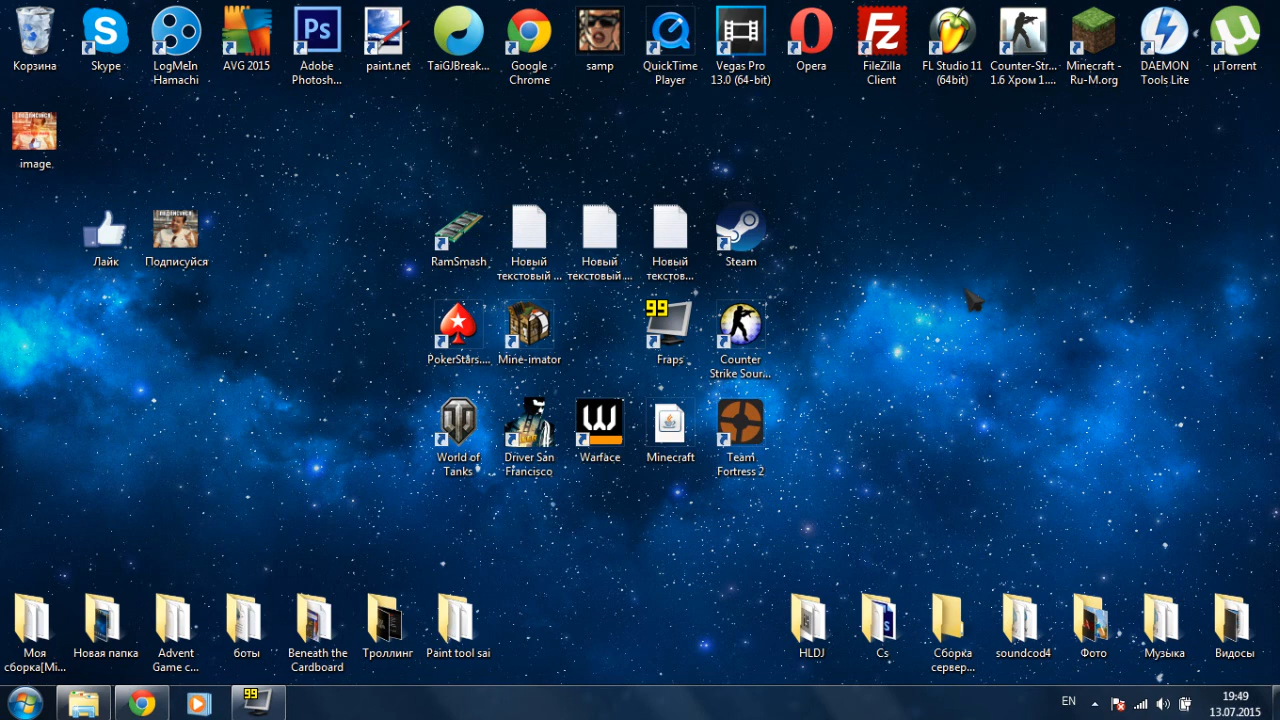 Корзина
Skype
LogMeIn
Hamachi
AVG 2015
Adobe
Photosh...
paint.net
TaiGJBreak...
Google
Chrome
samp
QuickTime
Player
Vegas Pro
13.0 (64-bit)
Opera
FileZilla
Client
FL Studio 11
(64bit)
Counter-Str...
1.6 Хром 1....
Minecraft -
Ru-M.org
DAEMON
Tools Lite
µTorrent
image
Лайк
Подписуйся
RamSmash
Новый
текстовый ...
Новый
текстовый ...
Новый
текстов...
Steam
PokerStars....
Mine-imator
99
Fraps
Counter
Strike Sour...
World of
Tanks
Driver San
Francisco
Warface
Minecraft
Team
Fortress 2
Моя
сборка[Mi...
Новая папка
Advent
Game c...
боты
Beneath the
Cardboard
Троллинг
Paint tool sai
HLDJ
Cs
Сборка
сервер...
soundcod4
Фото
Музыка
Видосы
99
EN
19:49
13.07.2015